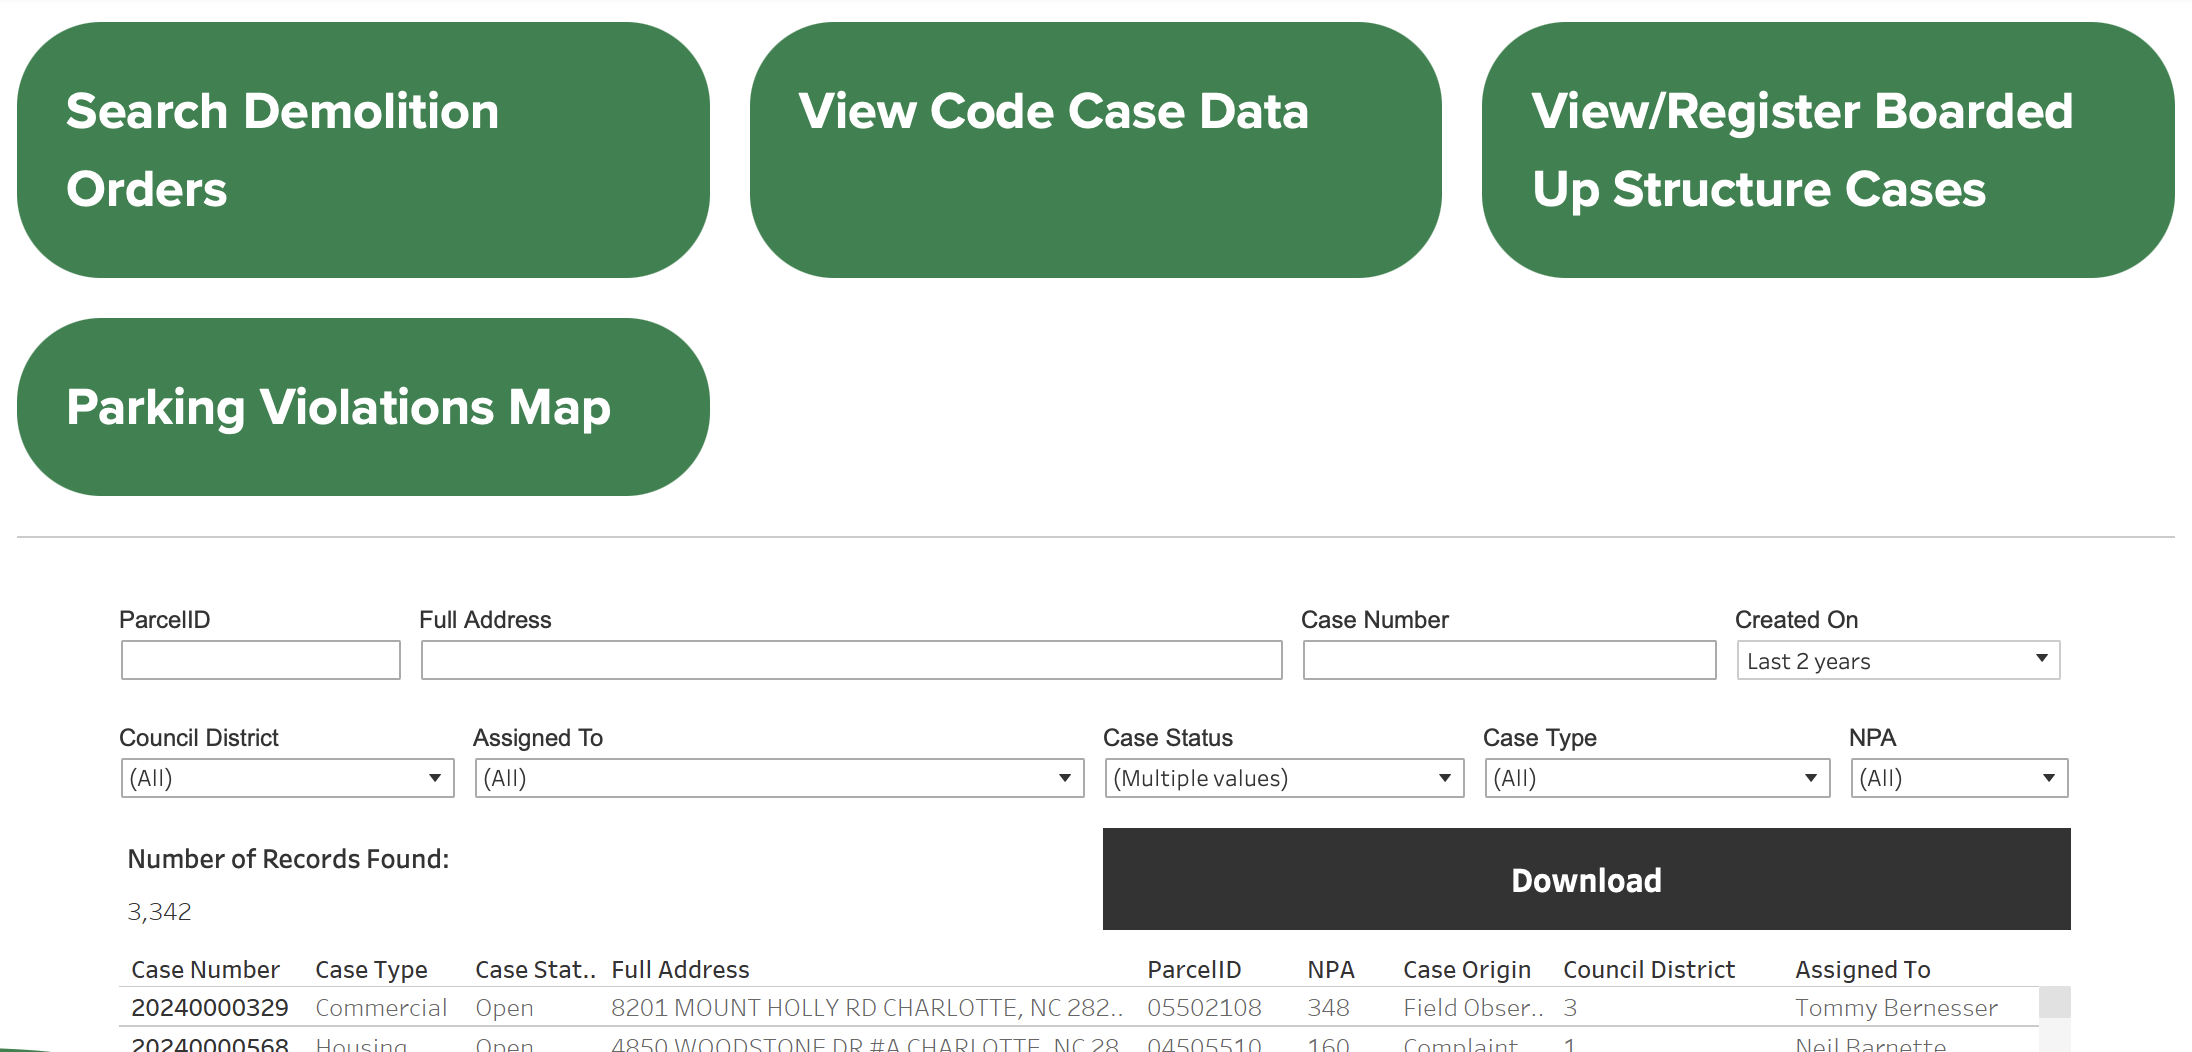 Search Demolition
Orders
View Code Case Data
View/Register Boarded
Up Structure Cases
Parking Violations Map
ParcelID Full Address Case Number Created On
Last 2 years
Council District Assigned To Case Status Case Type NPA
(All) (All) (Multiple values) (All) (All)
Number of Records Found:
3,342
Download
Case Number Case Type Case Stat.. Full Address ParcelID NPA Case Origin Council District Assigned To
20240000329 Commercial Open 8201 MOUNT HOLLY RD CHARLOTTE, NC 282.. 05502108 348 Field Obser.. 3 Tommy Bernesser
20240000568 Housing Open 4850 WOODSTONE DR #A CHARLOTTE, NC 28 04505510 160 Complaint 1 Neil Barnette